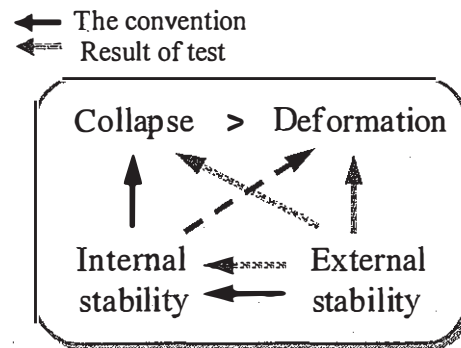 The convention
Result of test
Collapse > Deformation
Internal External
stability stability